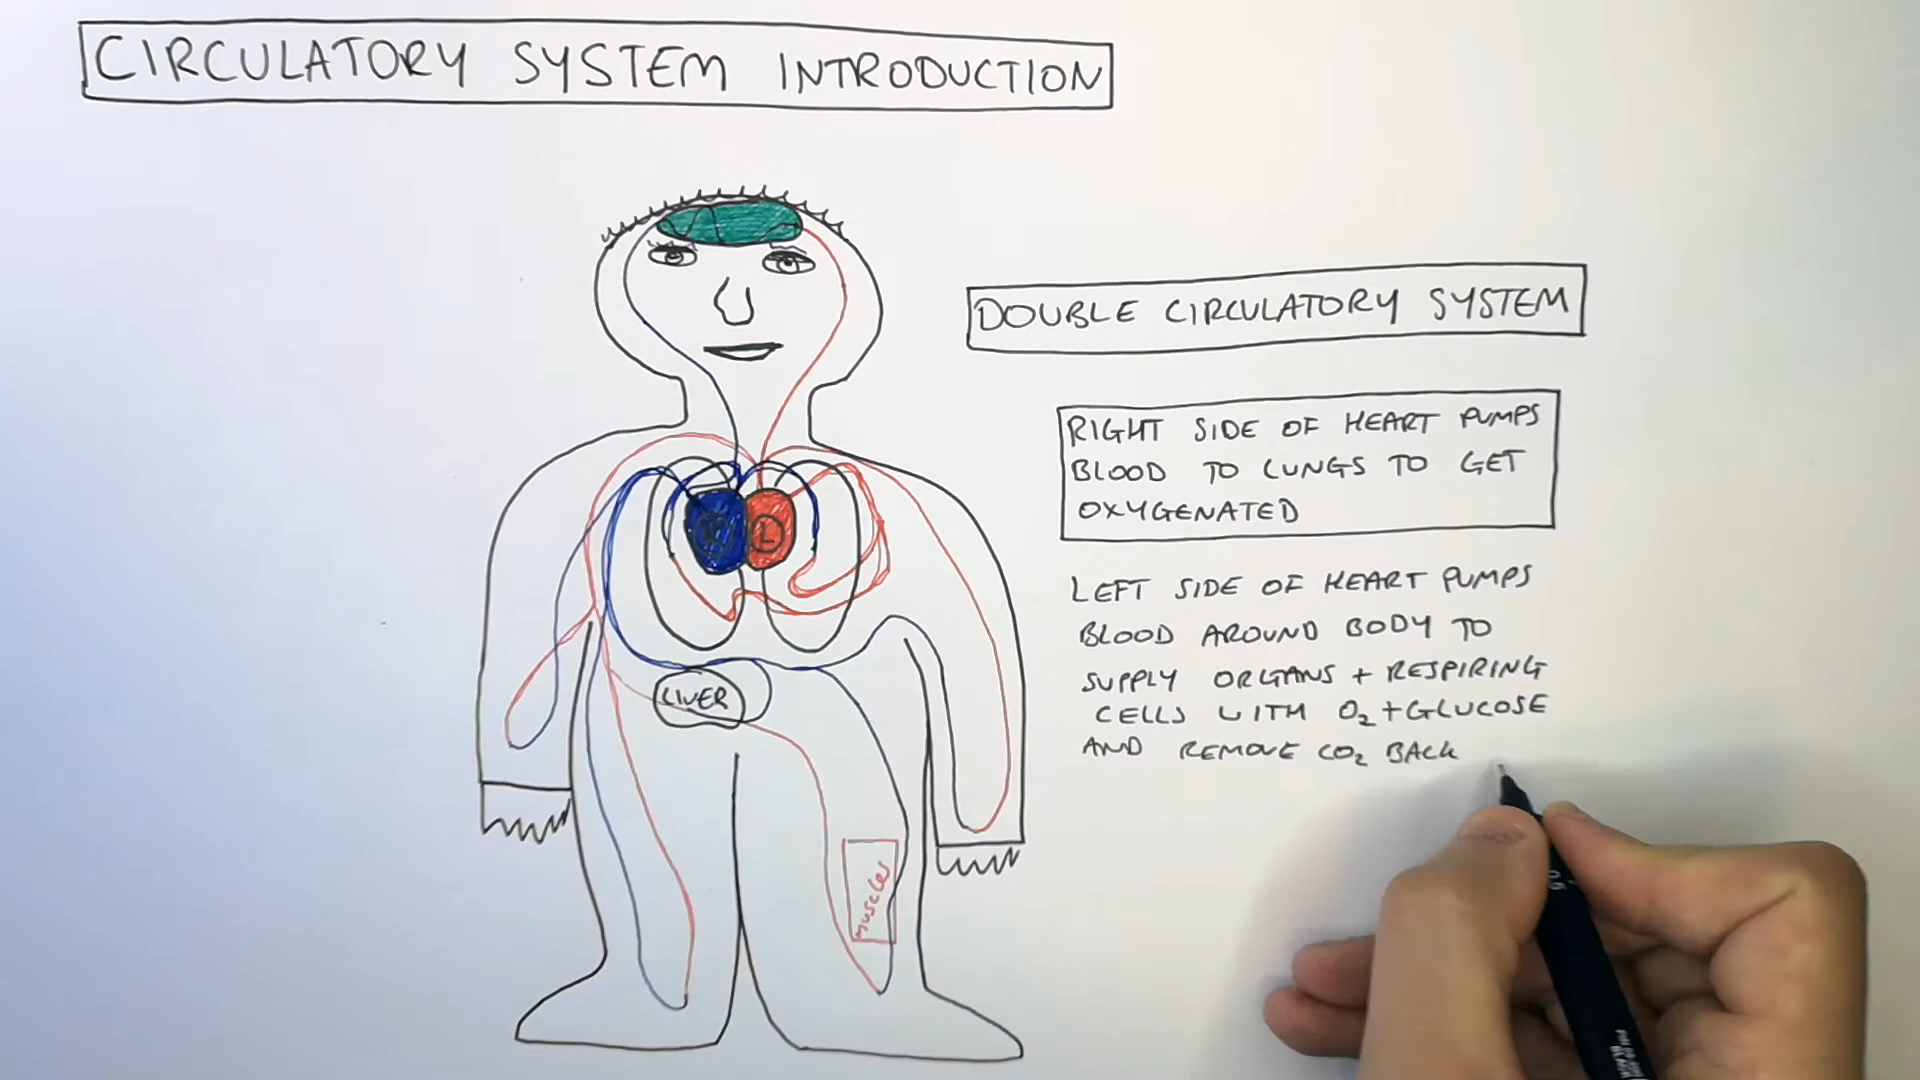 CIRCULATORY SYSTEM INTRODUCTION
DOUBLE CIRCULATORY SYSTEM
RIGHT SIDE OF HEART PUMPS
BLOOD TO LUNGS TO GET
OXYGENATED
R
L
LEFT SIDE OF HEART PUMPS
BLOOD AROUND BODY TO
SUPPLY ORGANS + RESPIRING
CELLS WITH O₂ + GLUCOSE
AND REMOVE CO₂ BACK
LIVER
MUSCLES